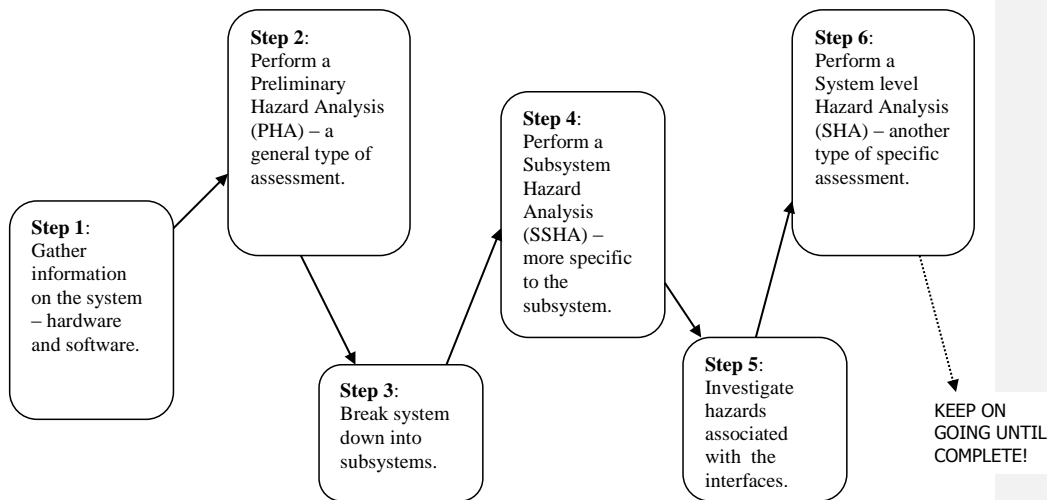 Step 1:
Gather
information
on the system
– hardware
and software.
Step 2:
Perform a
Preliminary
Hazard Analysis
(PHA) – a
general type of
assessment.
Step 3:
Break system
down into
subsystems.
Step 4:
Perform a
Subsystem
Hazard
Analysis
(SSHA) –
more specific
to the
subsystem.
Step 5:
Investigate
hazards
associated
with the
interfaces.
Step 6:
Perform a
System level
Hazard Analysis
(SHA) – another
type of specific
assessment.
KEEP ON
GOING UNTIL
COMPLETE!